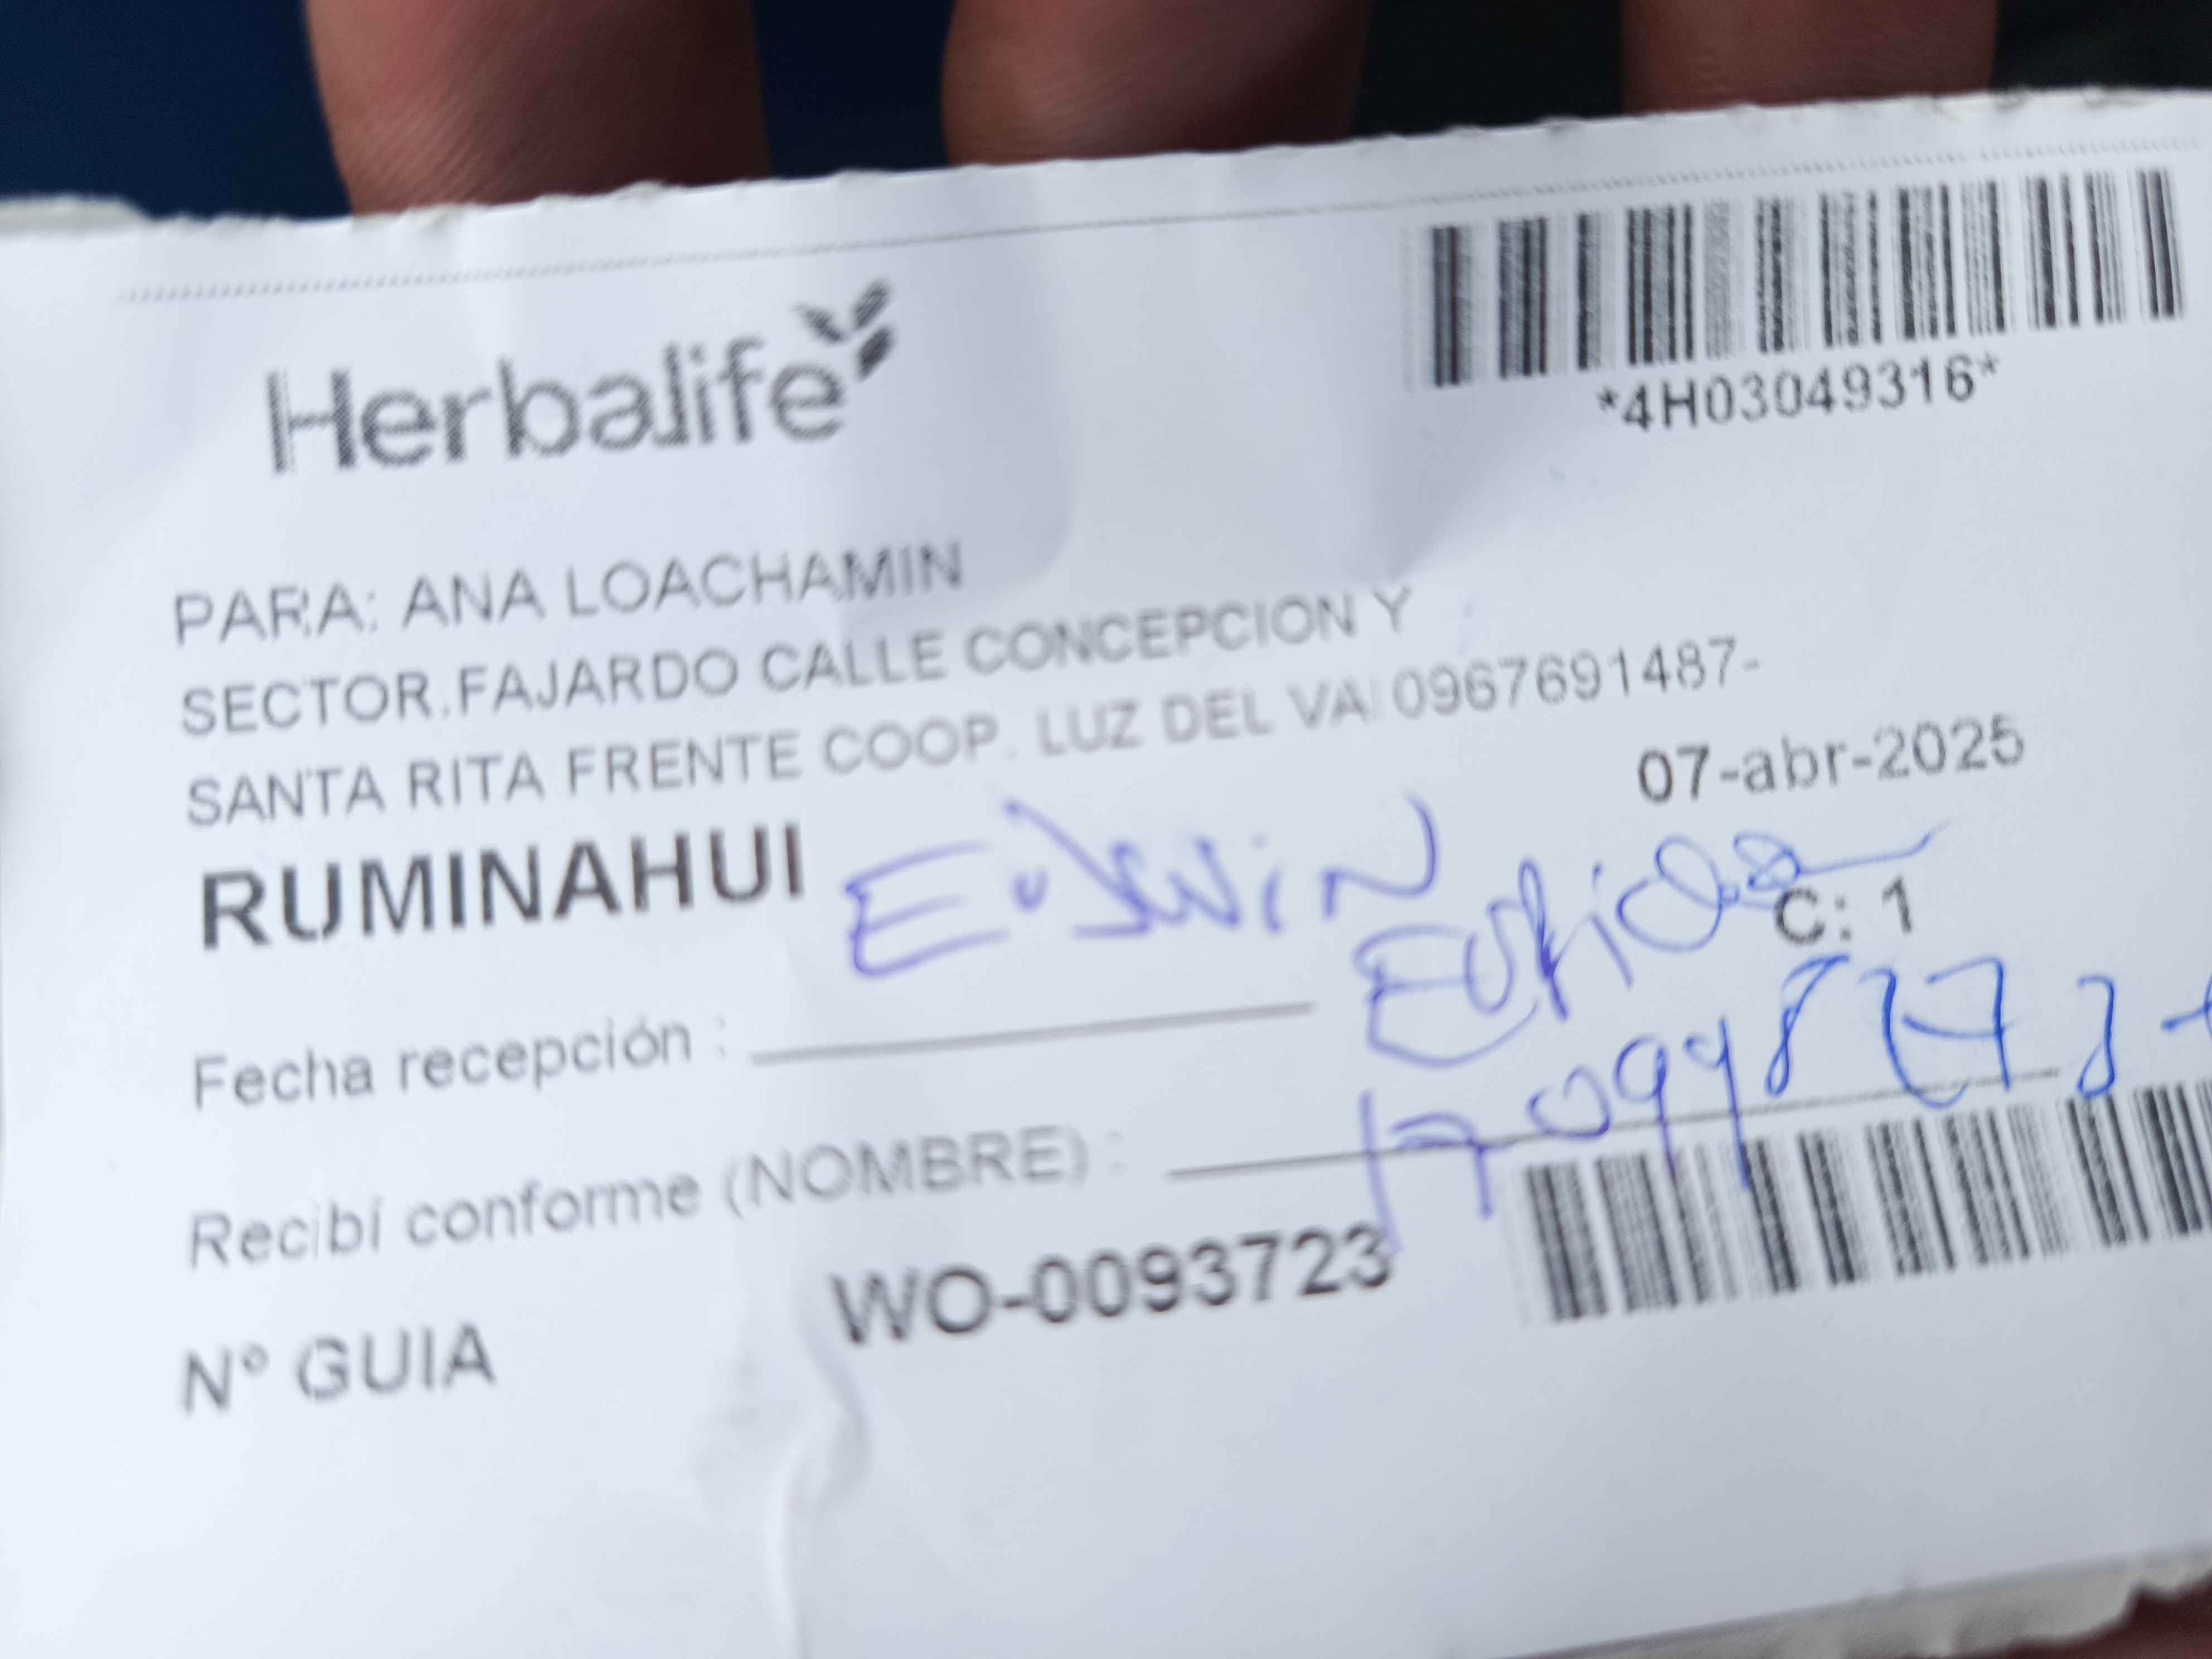 Herbalife
*4H03049316*
PARA: ANA LOACHAMIN
SECTOR.FAJARDO CALLE CONCEPCION Y
SANTA RITA FRENTE COOP. LUZ DEL VA 0967691487-
07-abr-2025
RUMINAHUI
Edwin
C: 1
Fecha recepción :
Recibí conforme (NOMBRE) :
Nº GUIA
WO-0093723